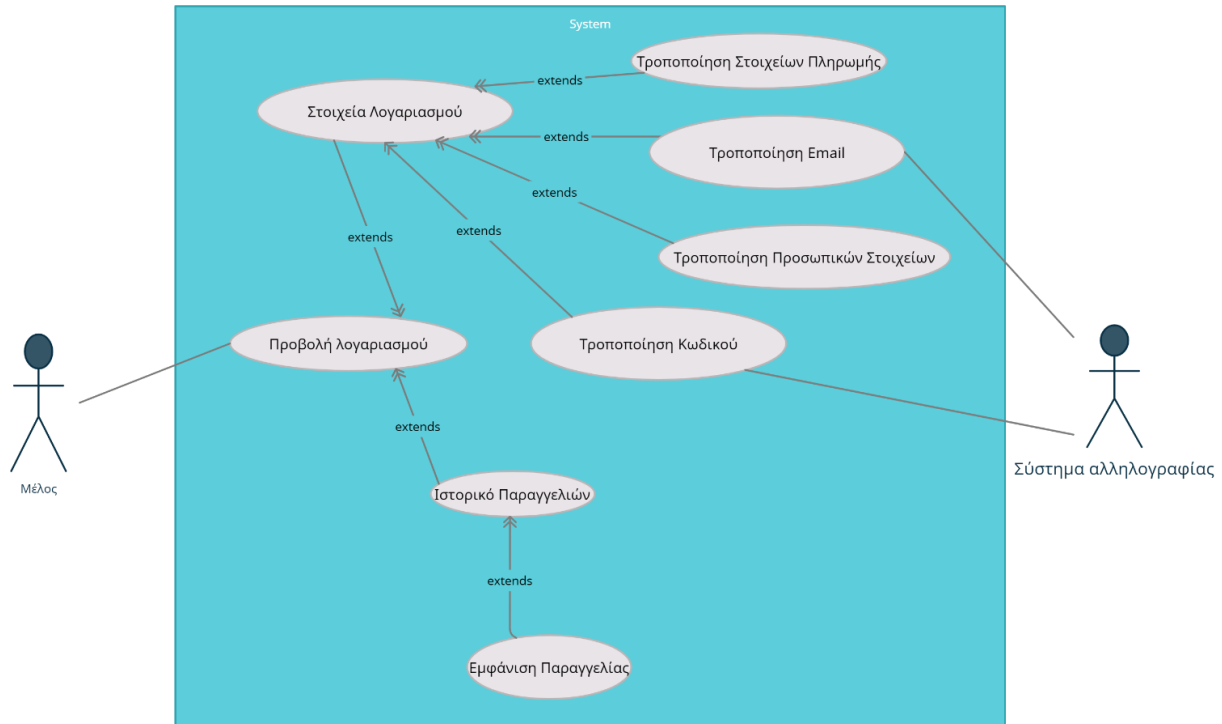 System
Τροποποίηση Στοιχείων Πληρωμής
extends
Στοιχεία Λογαριασμού
extends
Τροποποίηση Email
extends
extends
extends
Τροποποίηση Προσωπικών Στοιχείων
Προβολή λογαριασμού
Τροποποίηση Κωδικού
extends
Μέλος
Σύστημα αλληλογραφίας
Ιστορικό Παραγγελιών
extends
Εμφάνιση Παραγγελίας